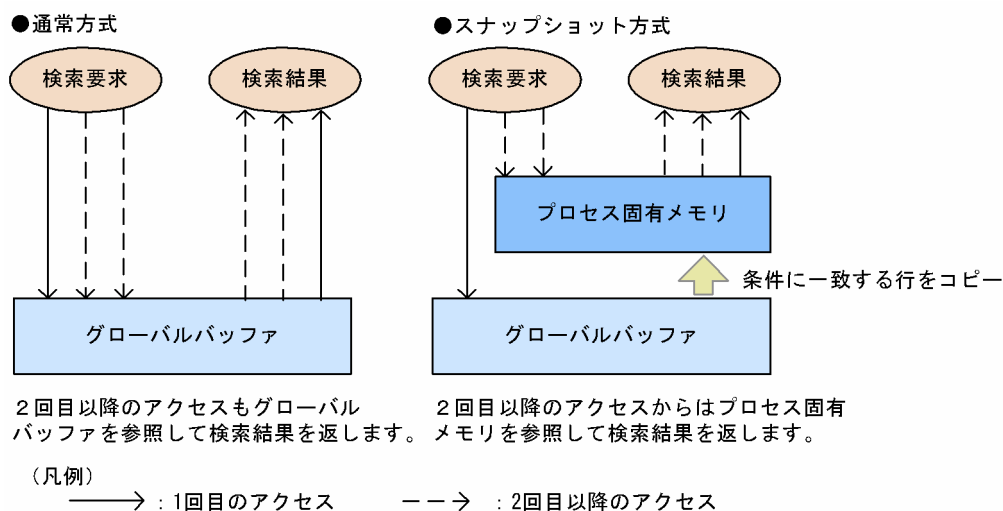 ●通常方式
検索要求
検索結果
グローバルバッファ
２回目以降のアクセスもグローバル
バッファを参照して検索結果を返します。
●スナップショット方式
検索要求
検索結果
プロセス固有メモリ
条件に一致する行をコピー
グローバルバッファ
２回目以降のアクセスからはプロセス固有
メモリを参照して検索結果を返します。
（凡例）
：1回目のアクセス
：2回目以降のアクセス